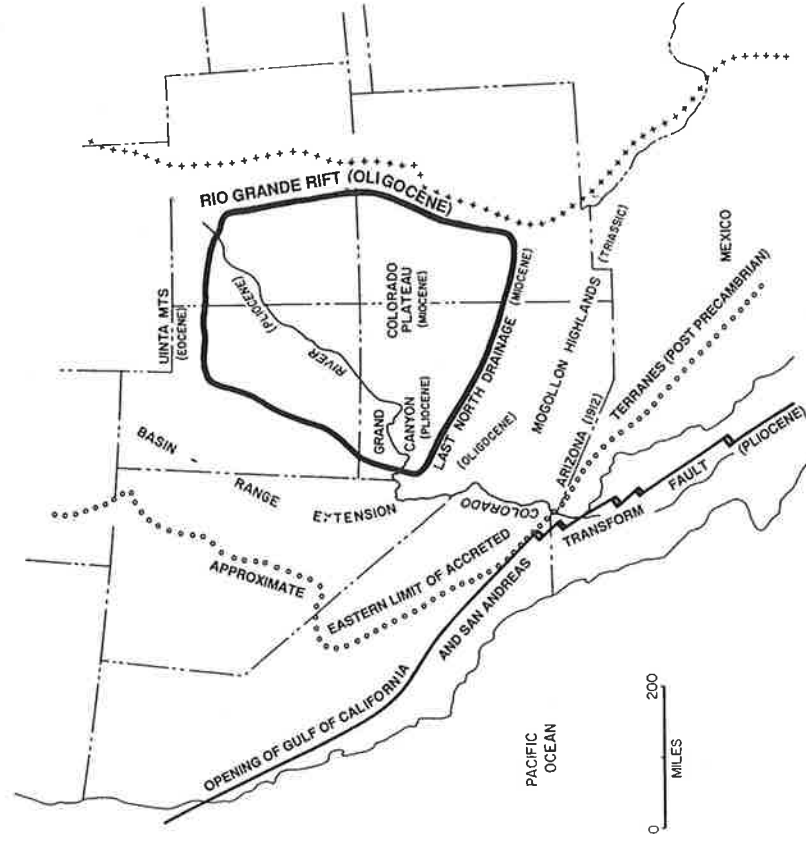 UINTA MTS
(EOCENE)
RIO GRANDE RIFT (OLIGOCENE)
RIVER
(PLIOCENE)
COLORADO
PLATEAU
(MIOCENE)
GRAND
CANYON
(PLIOCENE)
BASIN
RANGE
EXTENSION
LAST NORTH DRAINAGE (MIOCENE)
(OLIGOCENE)
MOGOLLON HIGHLANDS (TRIASSIC)
ARIZONA (1912)
COLORADO
APPROXIMATE
EASTERN LIMIT OF ACCRETED
TERRANES (POST PRECAMBRIAN)
MEXICO
OPENING OF GULF OF CALIFORNIA
AND SAN ANDREAS
TRANSFORM FAULT (PLIOCENE)
PACIFIC
OCEAN
0 200
MILES